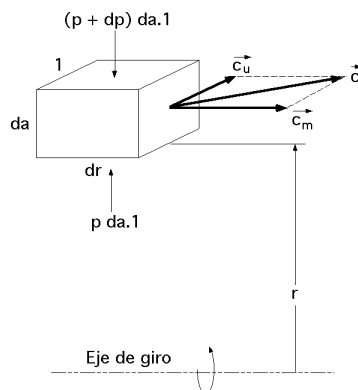 (p + dp) da.1
1
c_u
c
c_m
da
dr
p da.1
r
Eje de giro